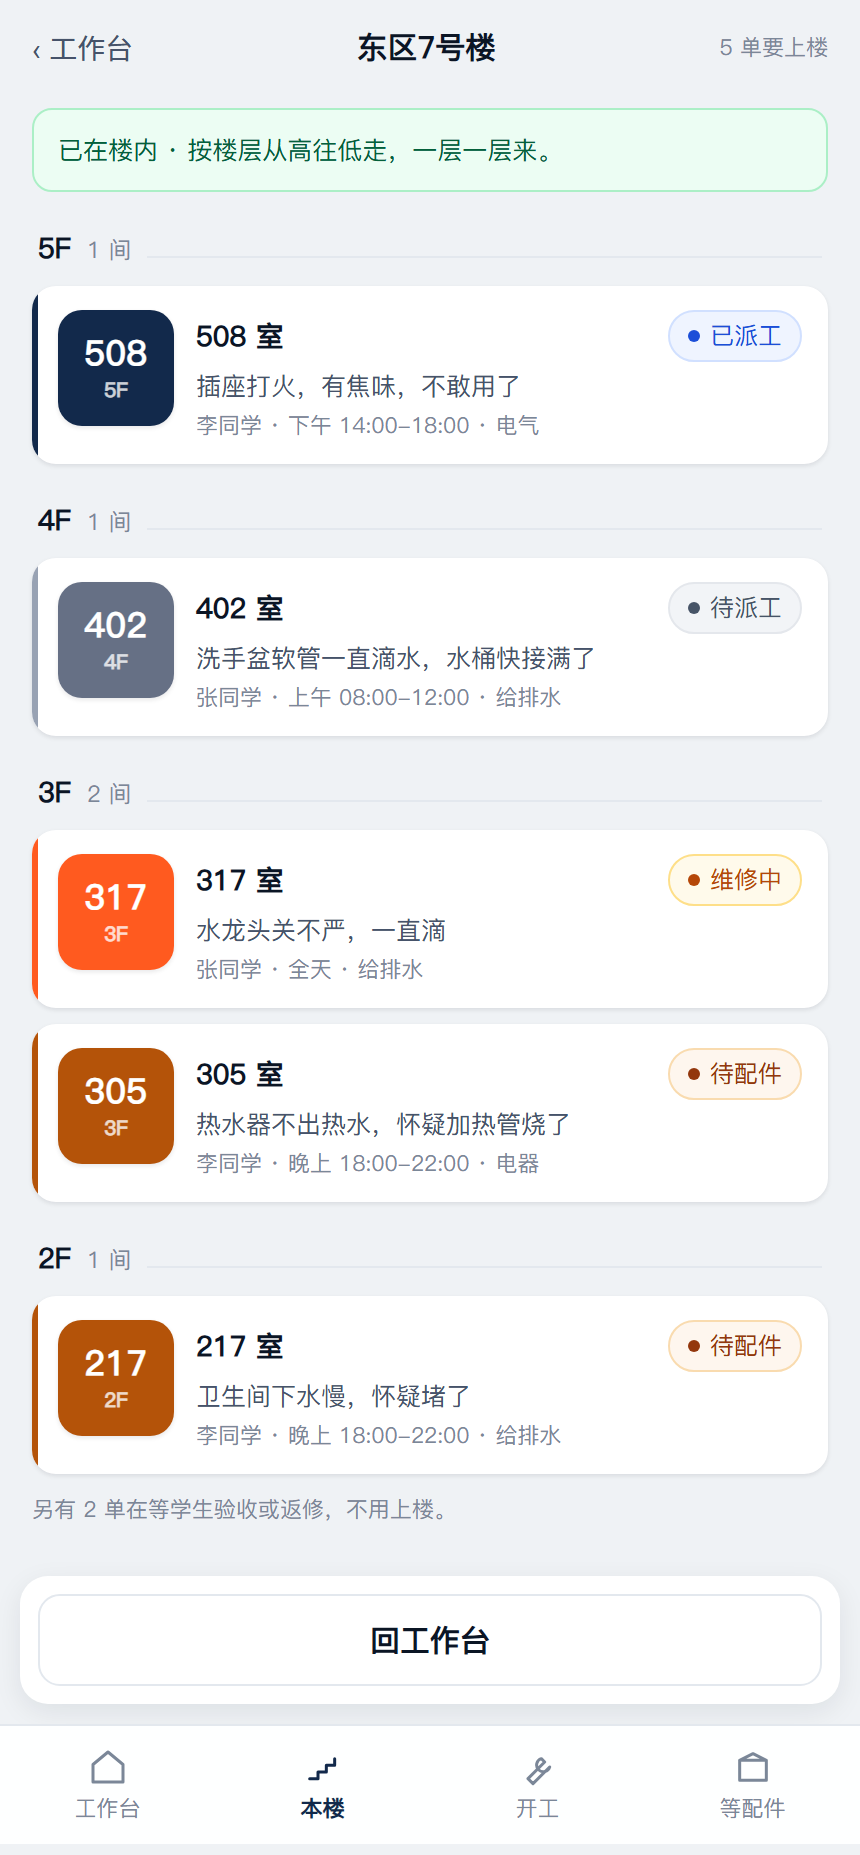 ‹ 工作台
东区7号楼
5 单要上楼
已在楼内 · 按楼层从高往低走，一层一层来。
5F 1 间
508
5F
508 室
已派工
插座打火，有焦味，不敢用了
李同学 · 下午 14:00–18:00 · 电气
4F 1 间
402
4F
402 室
待派工
洗手盆软管一直滴水，水桶快接满了
张同学 · 上午 08:00–12:00 · 给排水
3F 2 间
317
3F
317 室
维修中
水龙头关不严，一直滴
张同学 · 全天 · 给排水
305
3F
305 室
待配件
热水器不出热水，怀疑加热管烧了
李同学 · 晚上 18:00–22:00 · 电器
2F 1 间
217
2F
217 室
待配件
卫生间下水慢，怀疑堵了
李同学 · 晚上 18:00–22:00 · 给排水
另有 2 单在等学生验收或返修，不用上楼。
回工作台
工作台
本楼
开工
等配件